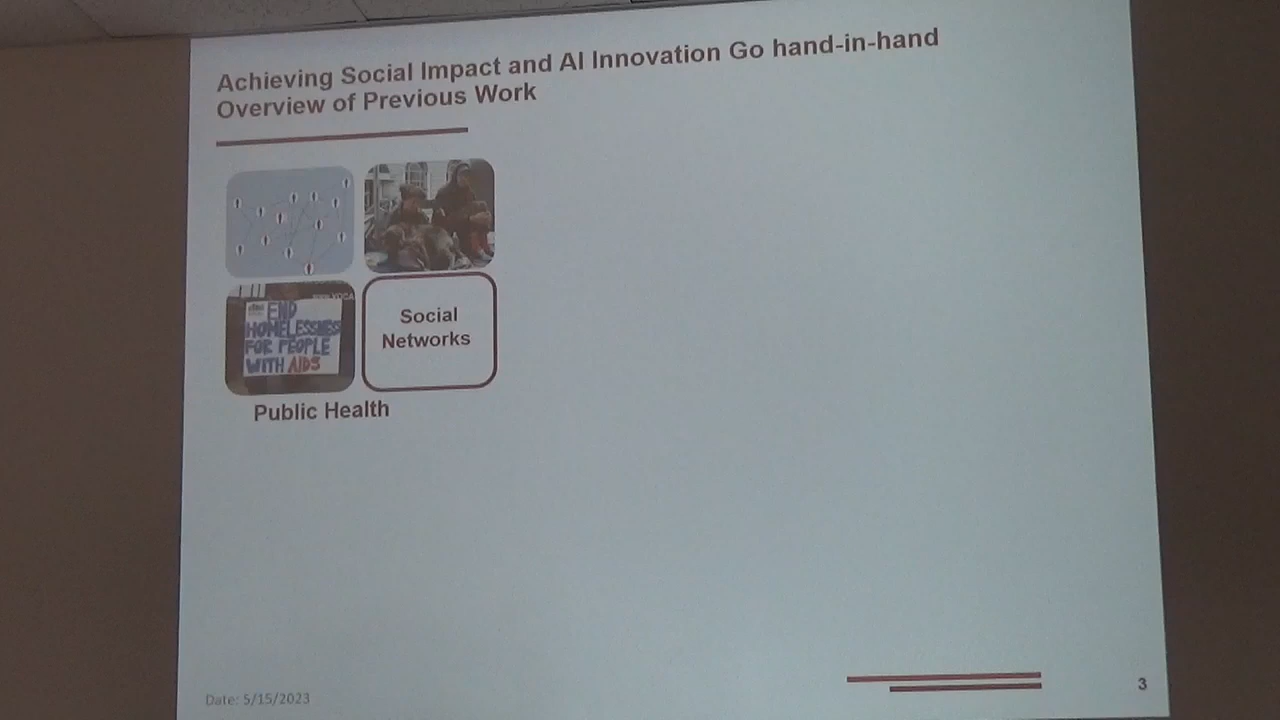 Achieving Social Impact and AI Innovation Go hand-in-hand
Overview of Previous Work
END
HOMELESSNESS
FOR PEOPLE
WITH AIDS
Social
Networks
Public Health
Date: 5/15/2023
3